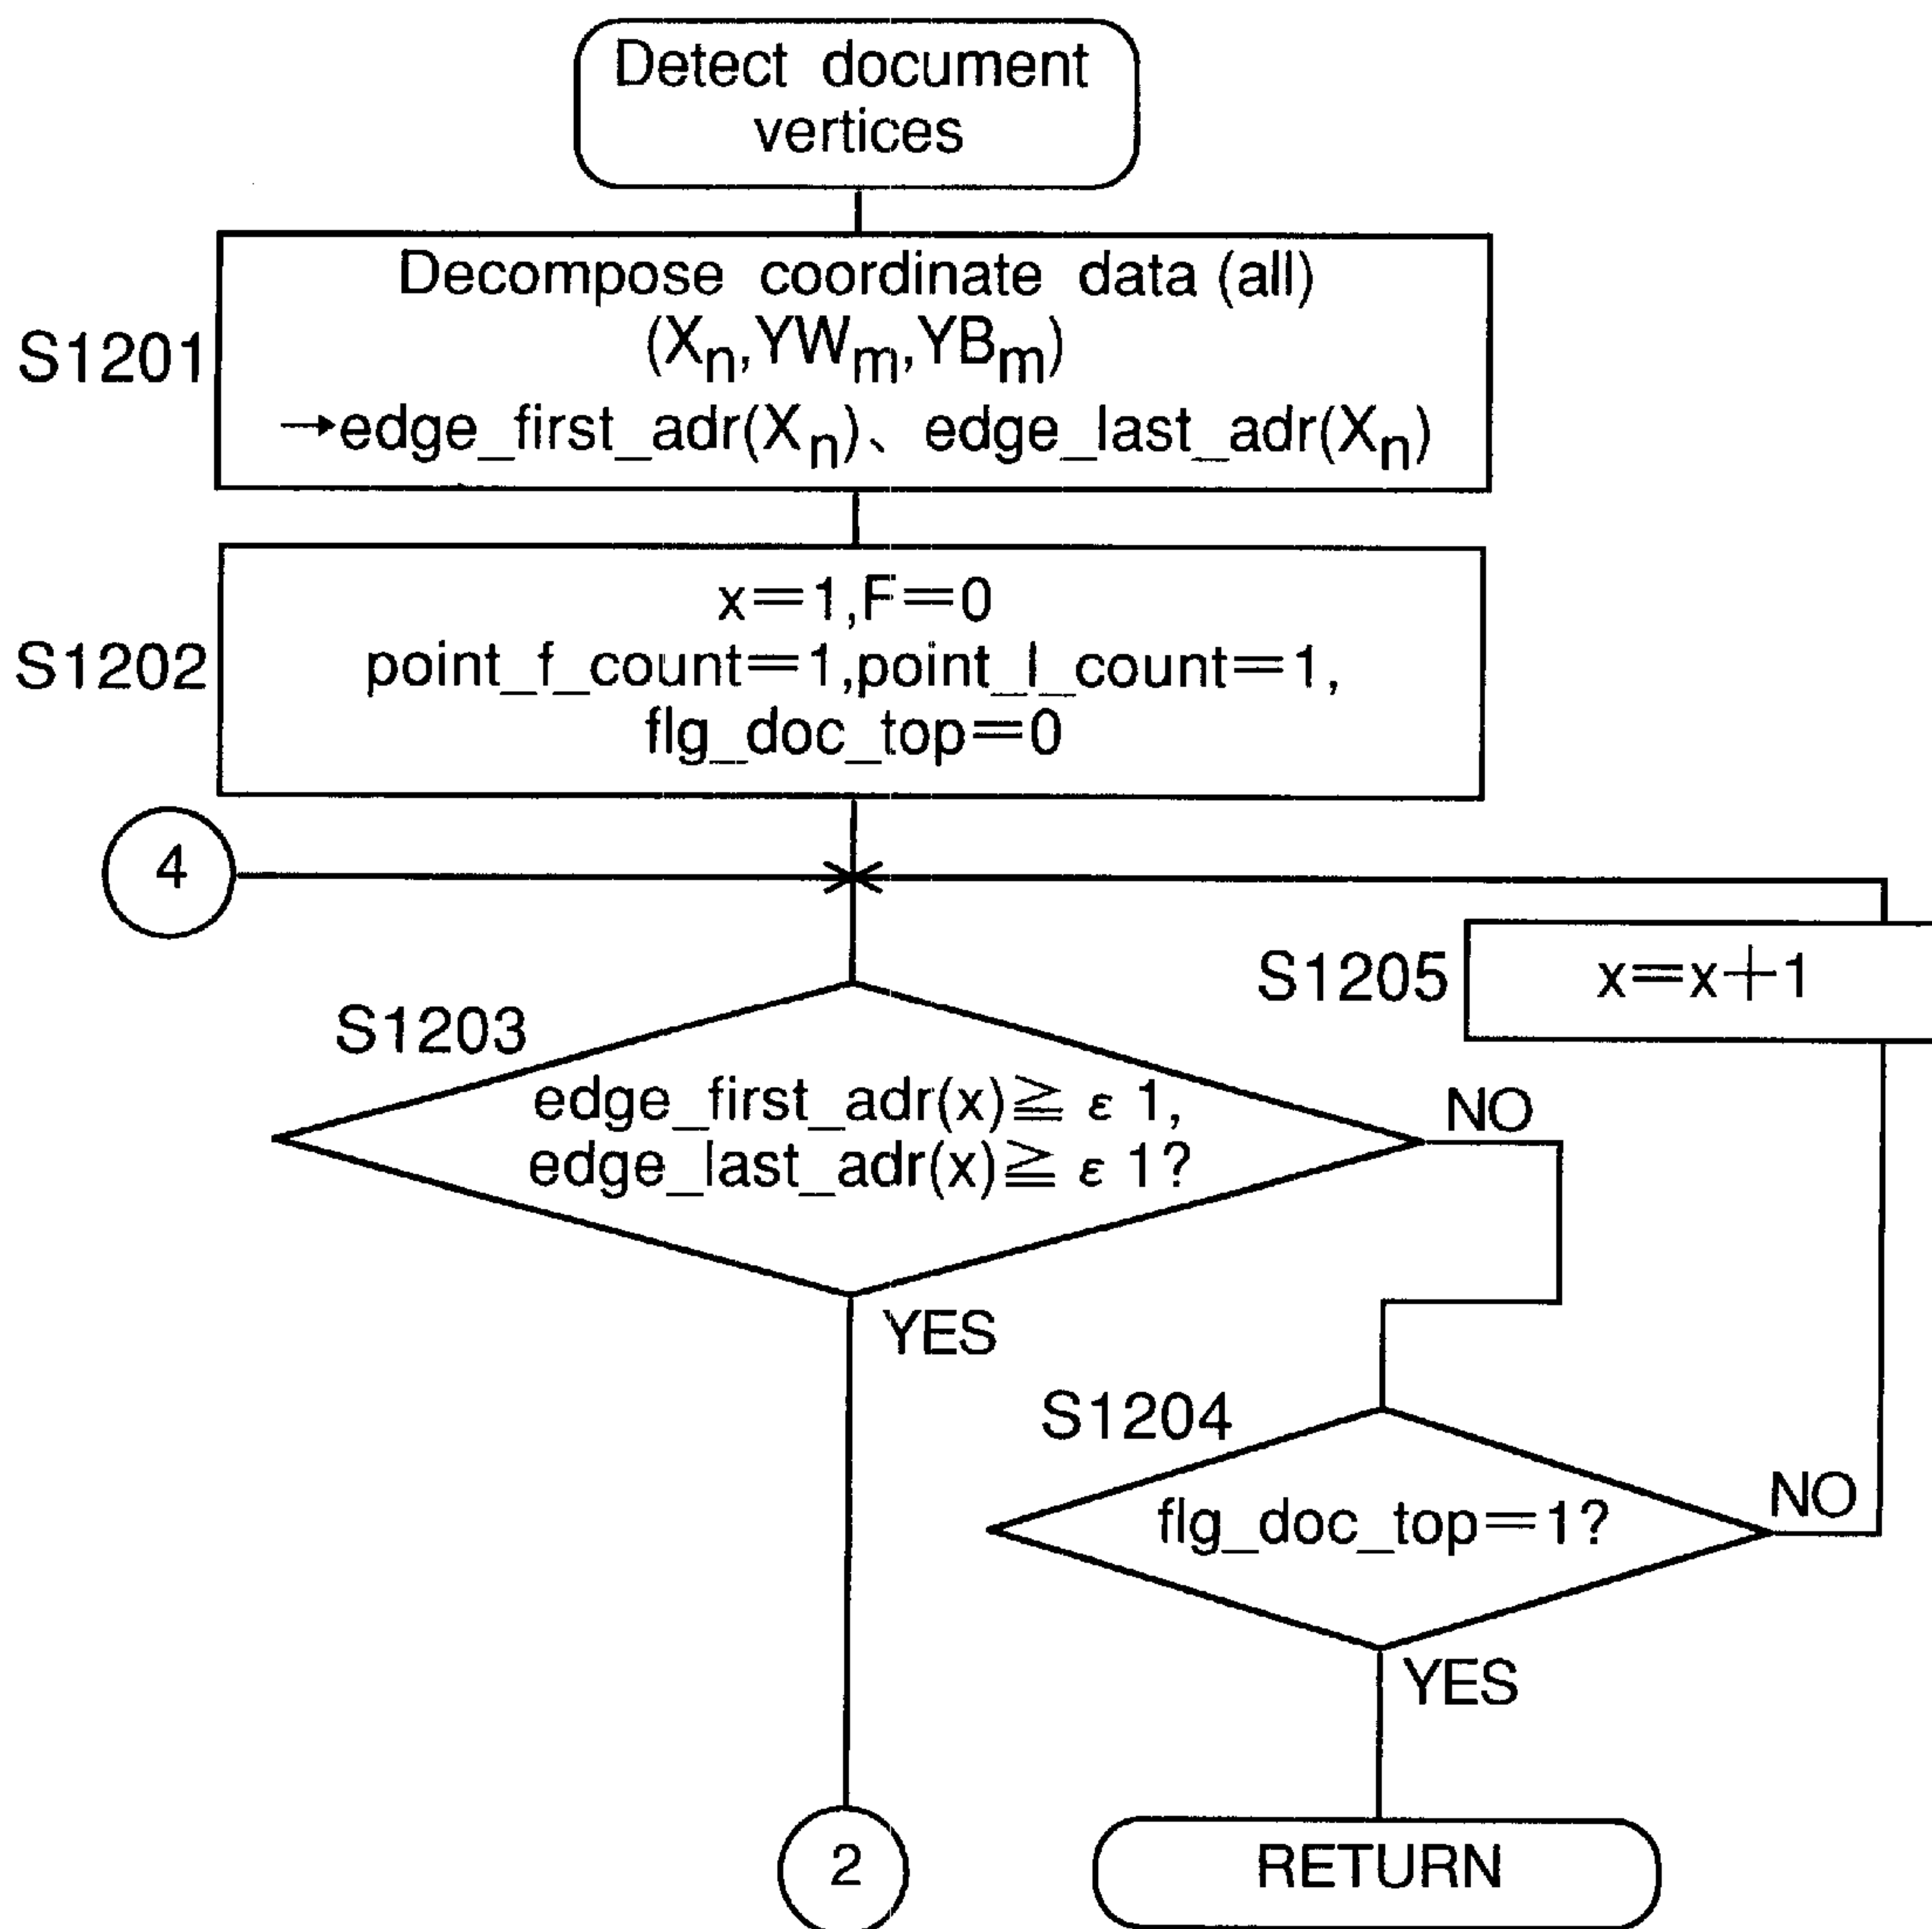 Detect document
vertices
S1201
Decompose coordinate data (all)
(Xn,YWm,YBm)
→edge_first_adr(Xn)、edge_last_adr(Xn)
S1202
x=1,F=0
point_f_count=1,point_l_count=1,
flg_doc_top=0
4
S1205
x=x+1
S1203
edge_first_adr(x)≧ ε 1,
edge_last_adr(x)≧ ε 1?
NO
YES
S1204
flg_doc_top=1?
NO
YES
2
RETURN